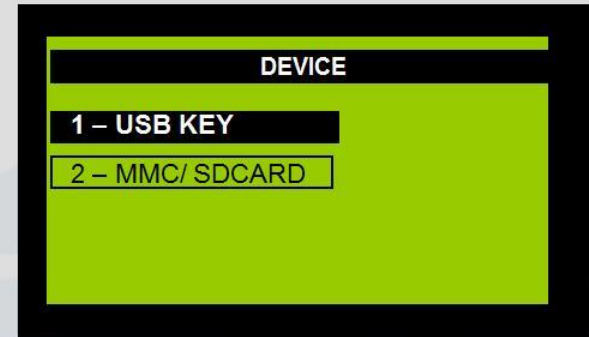 DEVICE
1 – USB KEY
2 – MMC/ SDCARD